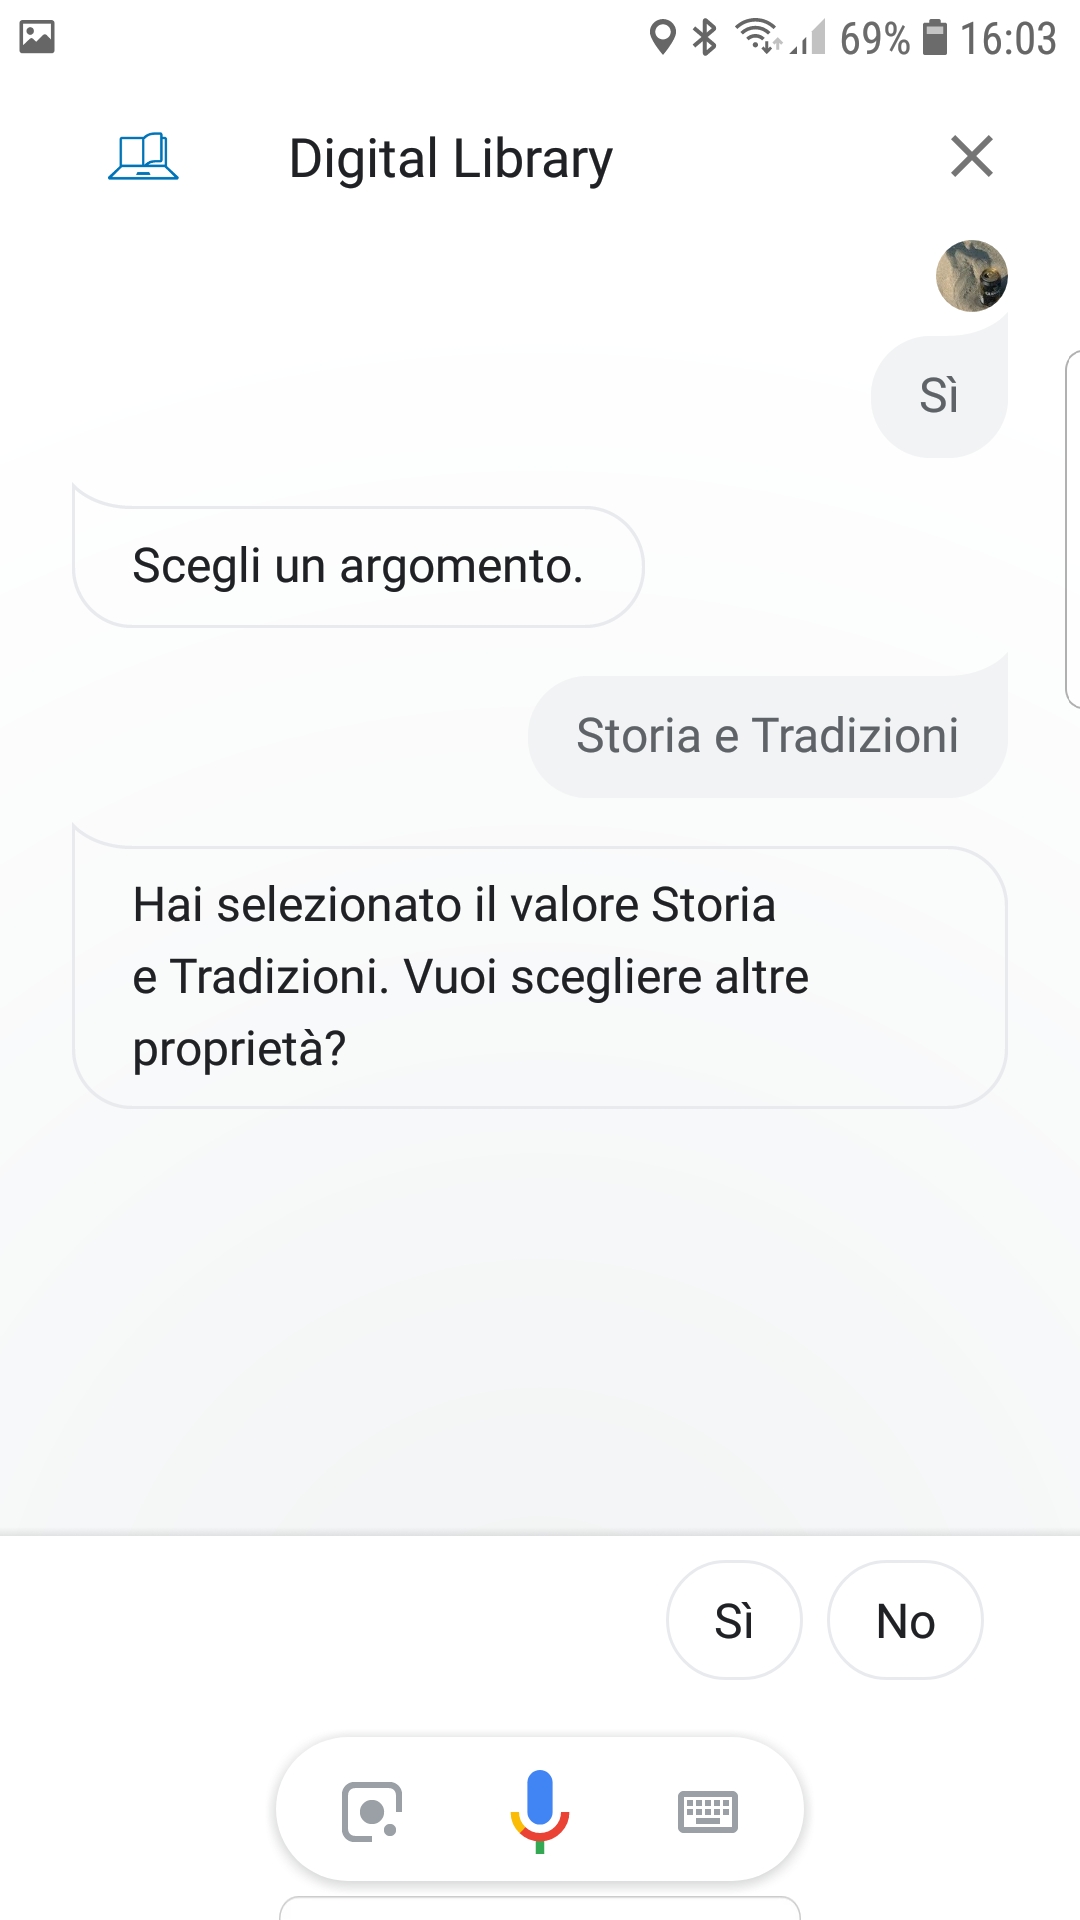 69% 16:03
Digital Library
Sì
Scegli un argomento.
Storia e Tradizioni
Hai selezionato il valore Storia
e Tradizioni. Vuoi scegliere altre
proprietà?
Sì No